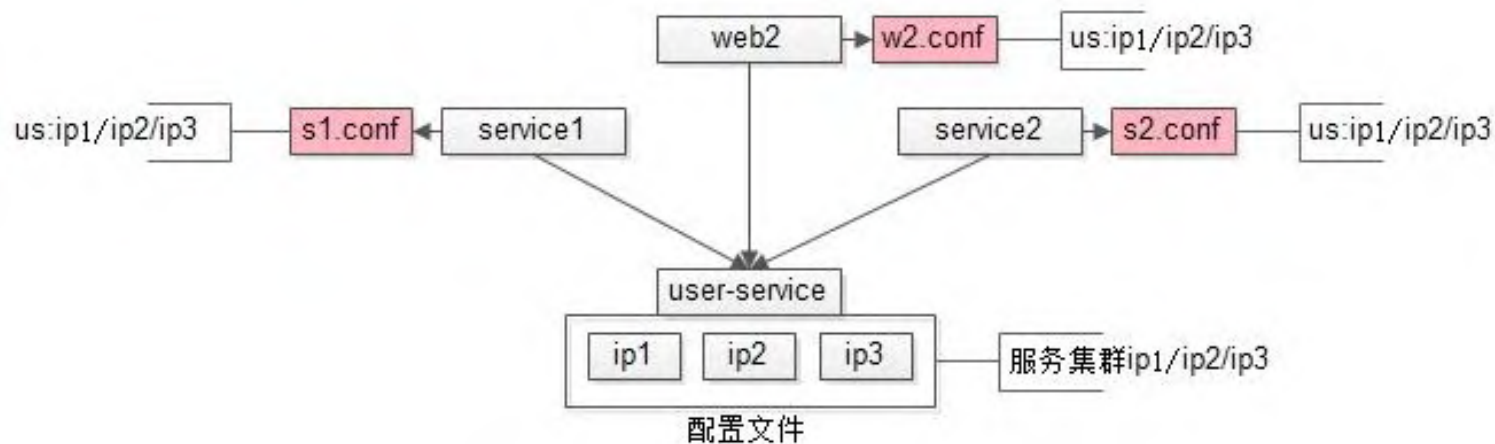 web2
w2.conf
us:ip1/ip2/ip3
us:ip1/ip2/ip3
s1.conf
service1
service2
s2.conf
us:ip1/ip2/ip3
user-service
ip1
ip2
ip3
服务集群ip1/ip2/ip3
配置文件